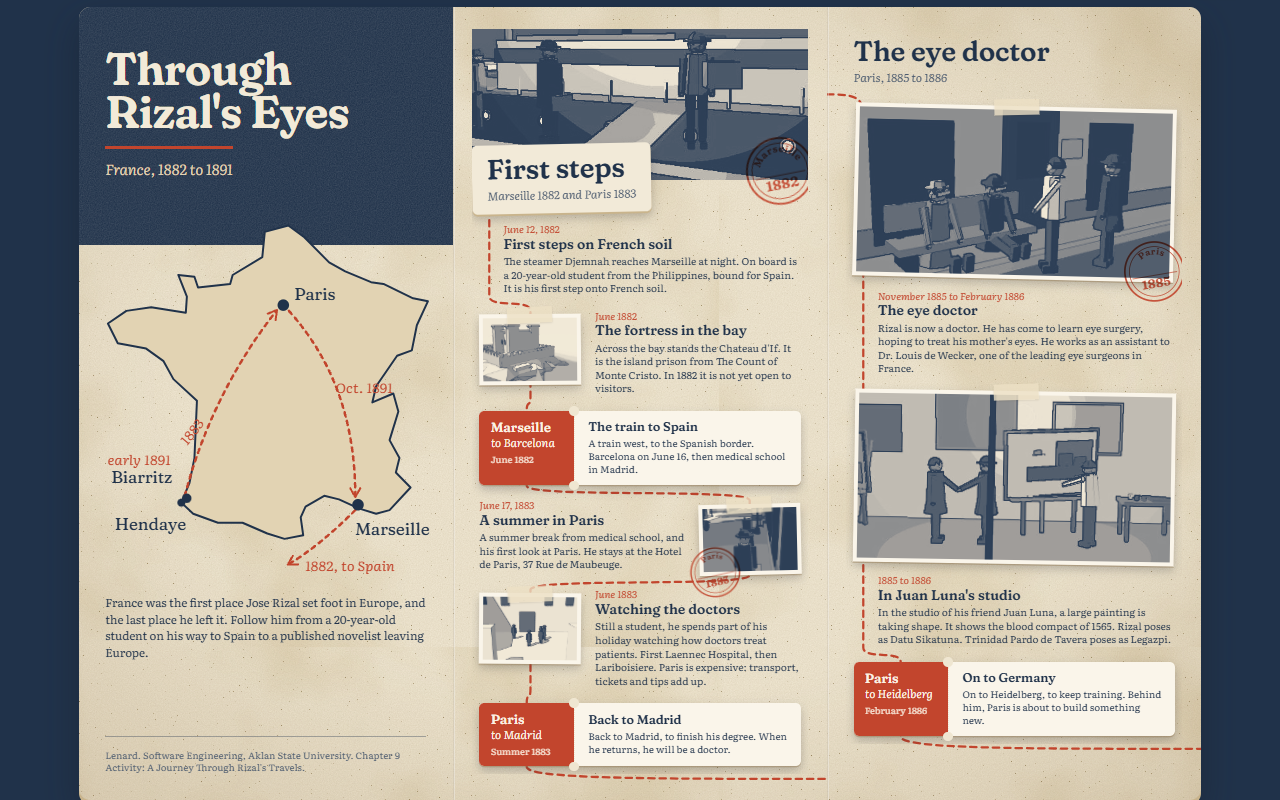 Through
Rizal's Eyes
France, 1882 to 1891
Paris
Oct. 1891
1883
early 1891
Biarritz
Hendaye
Marseille
1882, to Spain
France was the first place Jose Rizal set foot in Europe, and
the last place he left it. Follow him from a 20-year-old
student on his way to Spain to a published novelist leaving
Europe.
Lenard. Software Engineering, Aklan State University. Chapter 9
Activity: A Journey Through Rizal's Travels.
Marseille
1882
First steps
Marseille 1882 and Paris 1883
June 12, 1882
First steps on French soil
The steamer Djemnah reaches Marseille at night. On board is
a 20-year-old student from the Philippines, bound for Spain.
It is his first step onto French soil.
June 1882
The fortress in the bay
Across the bay stands the Chateau d'If. It
is the island prison from The Count of
Monte Cristo. In 1882 it is not yet open to
visitors.
Marseille
to Barcelona
June 1882
The train to Spain
A train west, to the Spanish border.
Barcelona on June 16, then medical school
in Madrid.
June 17, 1883
A summer in Paris
A summer break from medical school, and
his first look at Paris. He stays at the Hotel
de Paris, 37 Rue de Maubeuge.
Paris
1883
June 1883
Watching the doctors
Still a student, he spends part of his
holiday watching how doctors treat
patients. First Laennec Hospital, then
Lariboisiere. Paris is expensive: transport,
tickets and tips add up.
Paris
to Madrid
Summer 1883
Back to Madrid
Back to Madrid, to finish his degree. When
he returns, he will be a doctor.
The eye doctor
Paris, 1885 to 1886
Paris
1885
November 1885 to February 1886
The eye doctor
Rizal is now a doctor. He has come to learn eye surgery,
hoping to treat his mother's eyes. He works as an assistant to
Dr. Louis de Wecker, one of the leading eye surgeons in
France.
1885 to 1886
In Juan Luna's studio
In the studio of his friend Juan Luna, a large painting is
taking shape. It shows the blood compact of 1565. Rizal poses
as Datu Sikatuna. Trinidad Pardo de Tavera poses as Legazpi.
Paris
to Heidelberg
February 1886
On to Germany
On to Heidelberg, to keep training. Behind
him, Paris is about to build something
new.